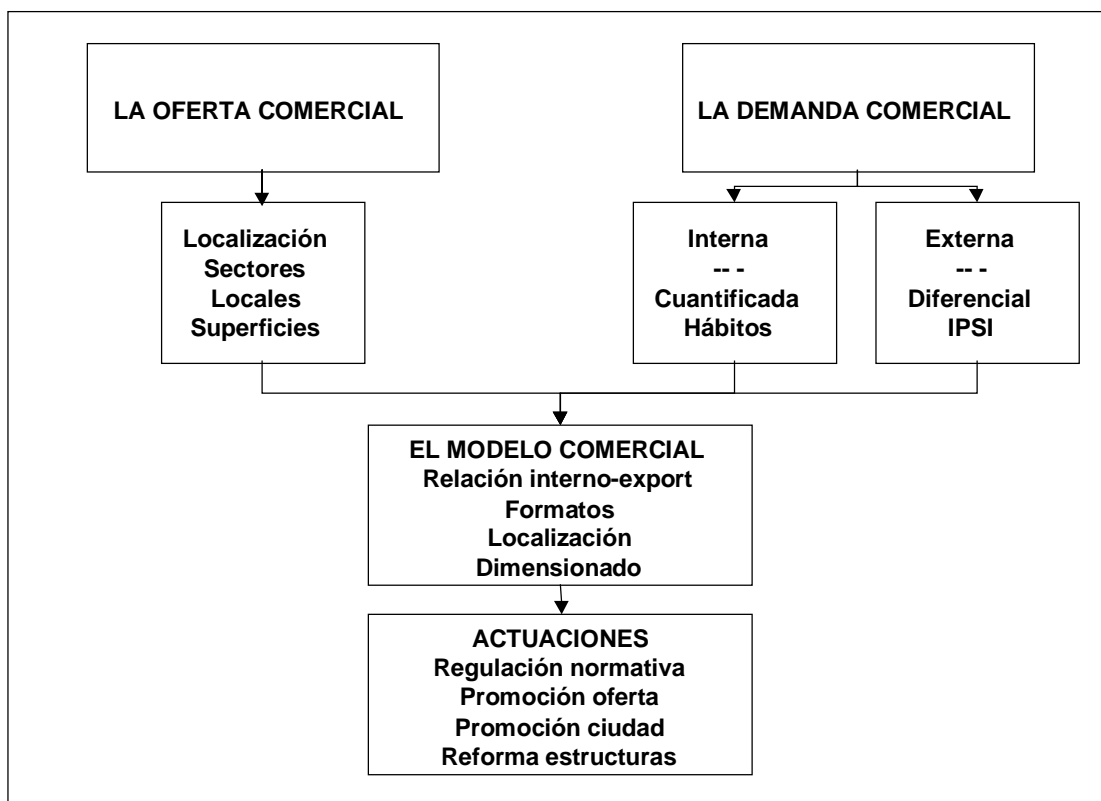 LA OFERTA COMERCIAL
LA DEMANDA COMERCIAL
Localización
Sectores
Locales
Superficies
Interna
-- -
Cuantificada
Hábitos
Externa
-- -
Diferencial
IPSI
EL MODELO COMERCIAL
Relación interno-export
Formatos
Localización
Dimensionado
ACTUACIONES
Regulación normativa
Promoción oferta
Promoción ciudad
Reforma estructuras